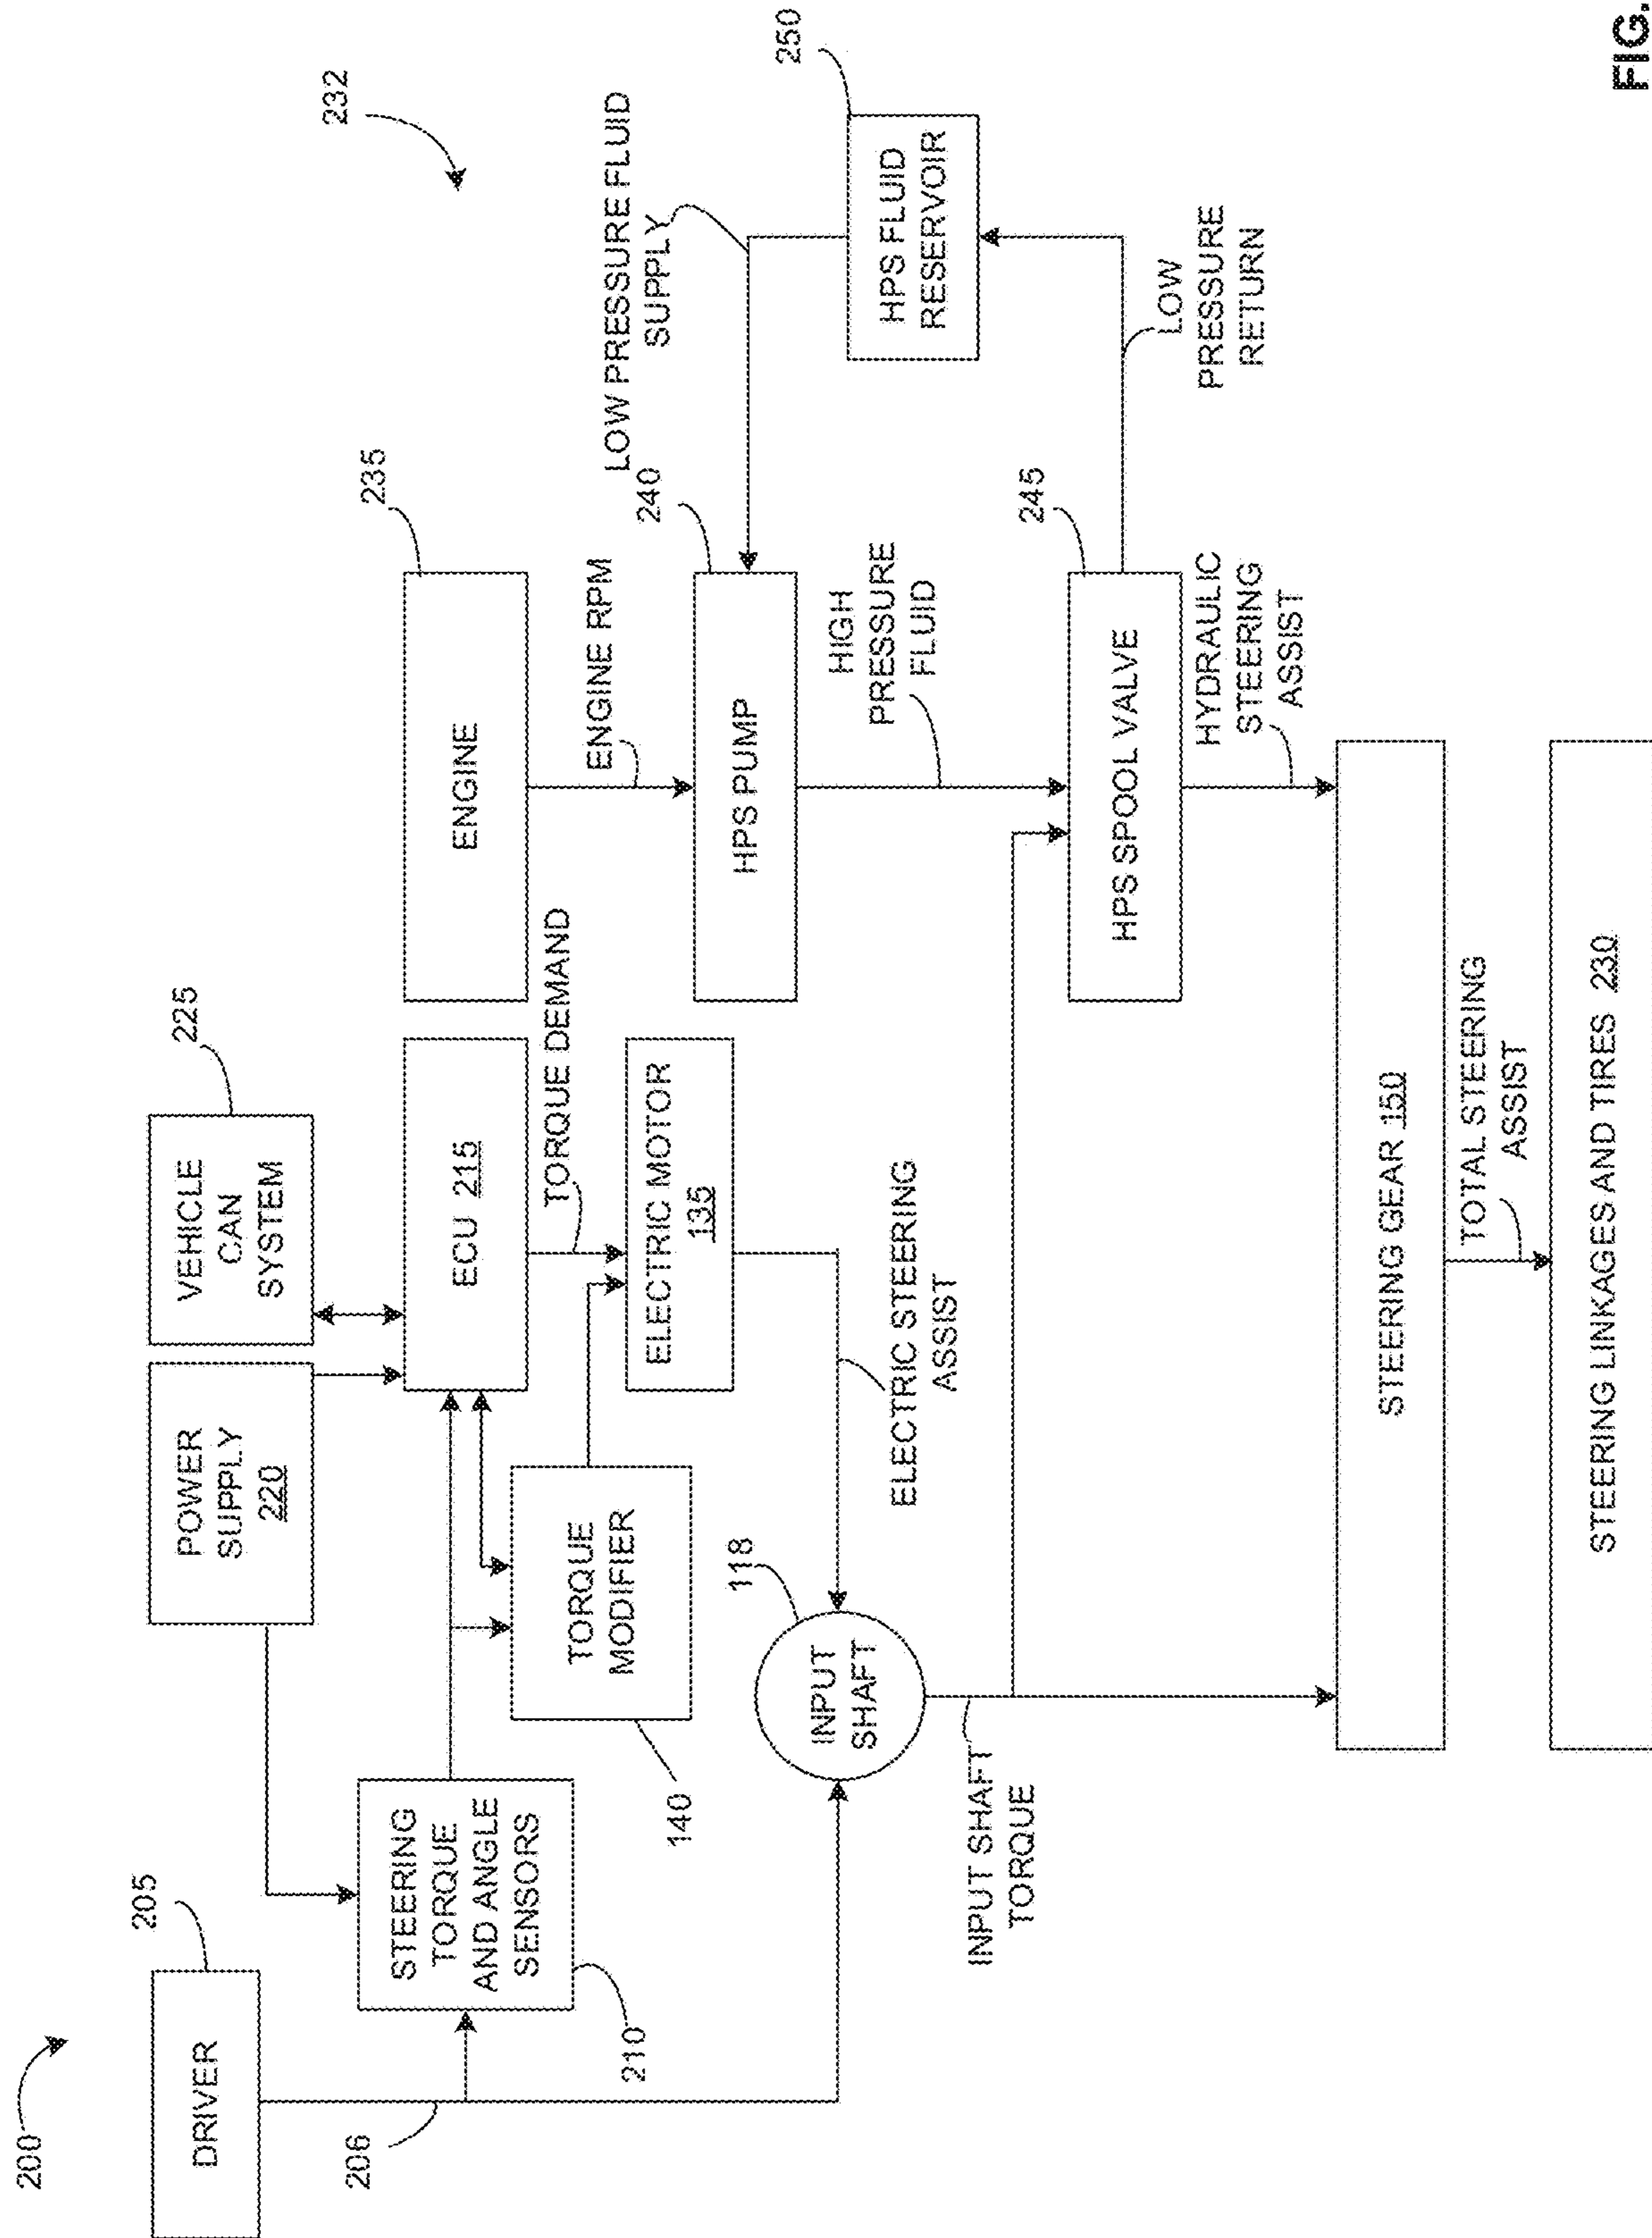 200
DRIVER
205
206
STEERING
TORQUE
AND ANGLE
SENSORS
210
POWER
SUPPLY
220
VEHICLE
CAN
SYSTEM
225
ECU 215
TORQUE DEMAND
TORQUE
MODIFIER
140
ELECTRIC MOTOR
135
ELECTRIC STEERING
ASSIST
INPUT
SHAFT
118
INPUT SHAFT
TORQUE
232
ENGINE
235
ENGINE RPM
HPS PUMP
240
LOW PRESSURE FLUID
SUPPLY
HPS FLUID
RESERVOIR
250
HIGH
PRESSURE
FLUID
HPS SPOOL VALVE
245
LOW
PRESSURE
RETURN
HYDRAULIC
STEERING
ASSIST
STEERING GEAR 150
TOTAL STEERING
ASSIST
STEERING LINKAGES AND TIRES 230
FIG.